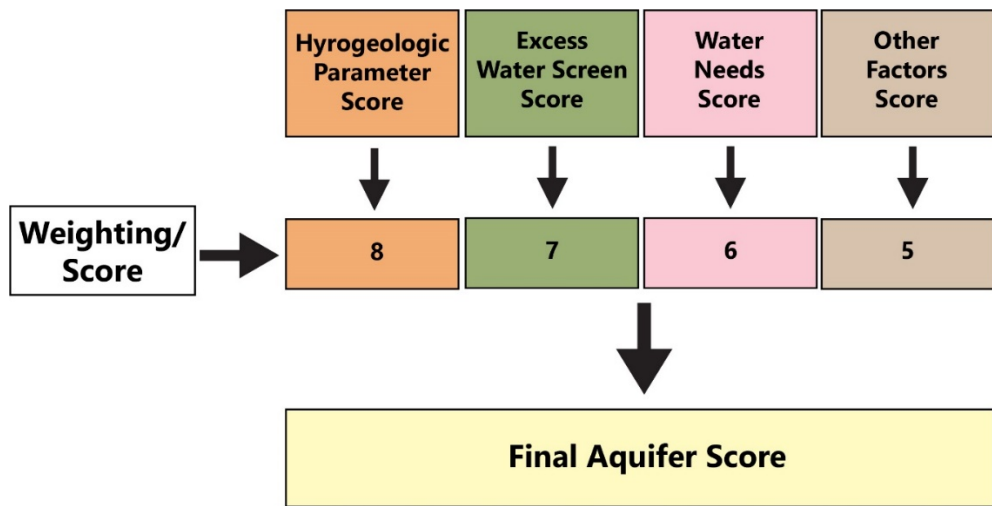 Hyrogeologic
Parameter
Score
Excess
Water Screen
Score
Water
Needs
Score
Other
Factors
Score
Weighting/
Score
8
7
6
5
Final Aquifer Score